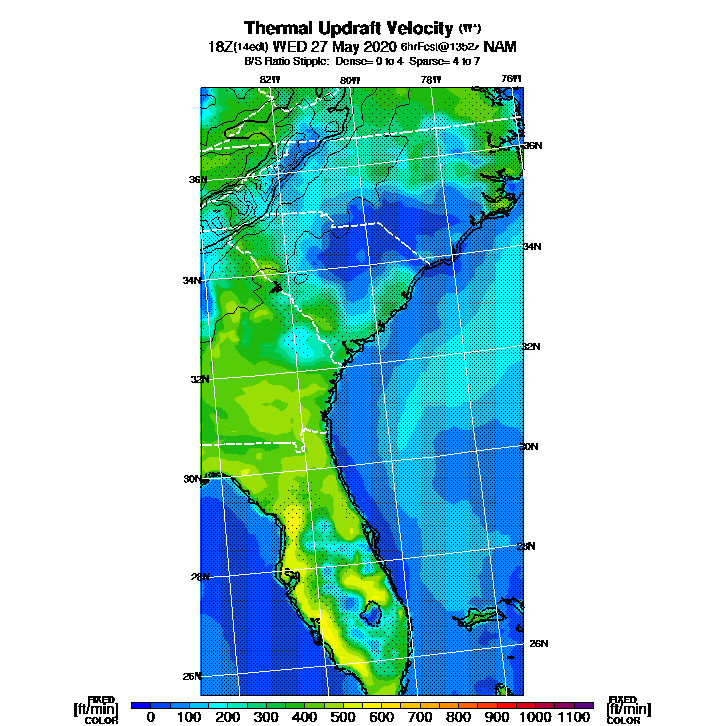 Thermal Updraft Velocity (W*)
18Z(14edt) WED 27 May 2020 6hrFcst@1352z NAM
B/S Ratio Stipple: Dense= 0 to 4 Sparse= 4 to 7
82W 80W 78W 76W
36N
36N
34N
34N
32N
32N
30N
30N
28N
28N
26N
26N
FIXED FIXED
[ft/min] [ft/min]
COLOR COLOR
0 100 200 300 400 500 600 700 800 900 1000 1100